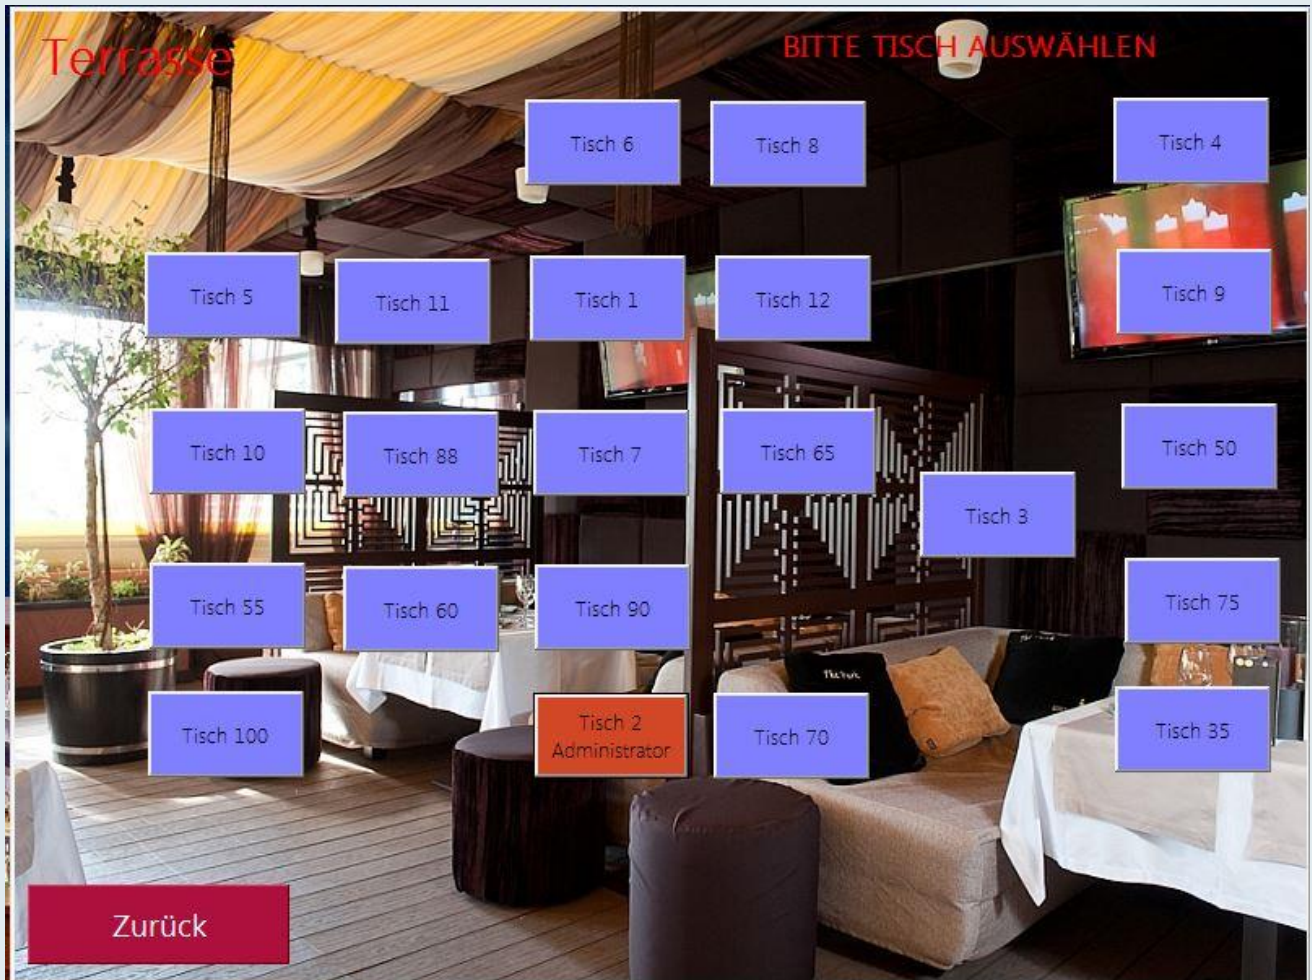 Terrasse
BITTE TISCH AUSWÄHLEN
Tisch 6
Tisch 8
Tisch 4
Tisch 5
Tisch 11
Tisch 1
Tisch 12
Tisch 9
Tisch 10
Tisch 88
Tisch 7
Tisch 65
Tisch 50
Tisch 3
Tisch 55
Tisch 60
Tisch 90
Tisch 75
Tisch 100
Tisch 2
Administrator
Tisch 70
Tisch 35
Zurück